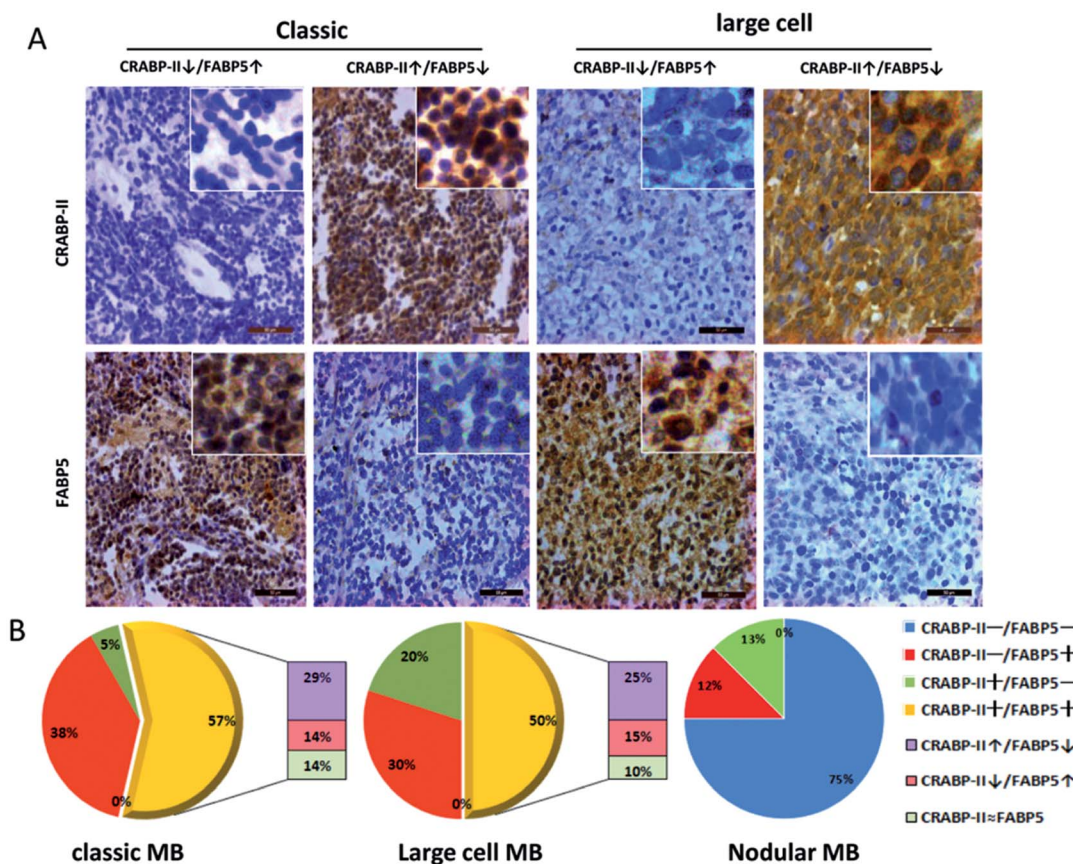 A
Classic
large cell
CRABP-II↓/FABP5↑
CRABP-II↑/FABP5↓
CRABP-II↓/FABP5↑
CRABP-II↑/FABP5↓
CRABP-II
FABP5
B
5%
38%
57%
0%
29%
14%
14%
20%
30%
50%
0%
25%
15%
10%
0%
13%
12%
75%
CRABP-II—/FABP5—
CRABP-II—/FABP5+
CRABP-II+/FABP5—
CRABP-II+/FABP5+
CRABP-II↑/FABP5↓
CRABP-II↓/FABP5↑
CRABP-II≈FABP5
classic MB
Large cell MB
Nodular MB